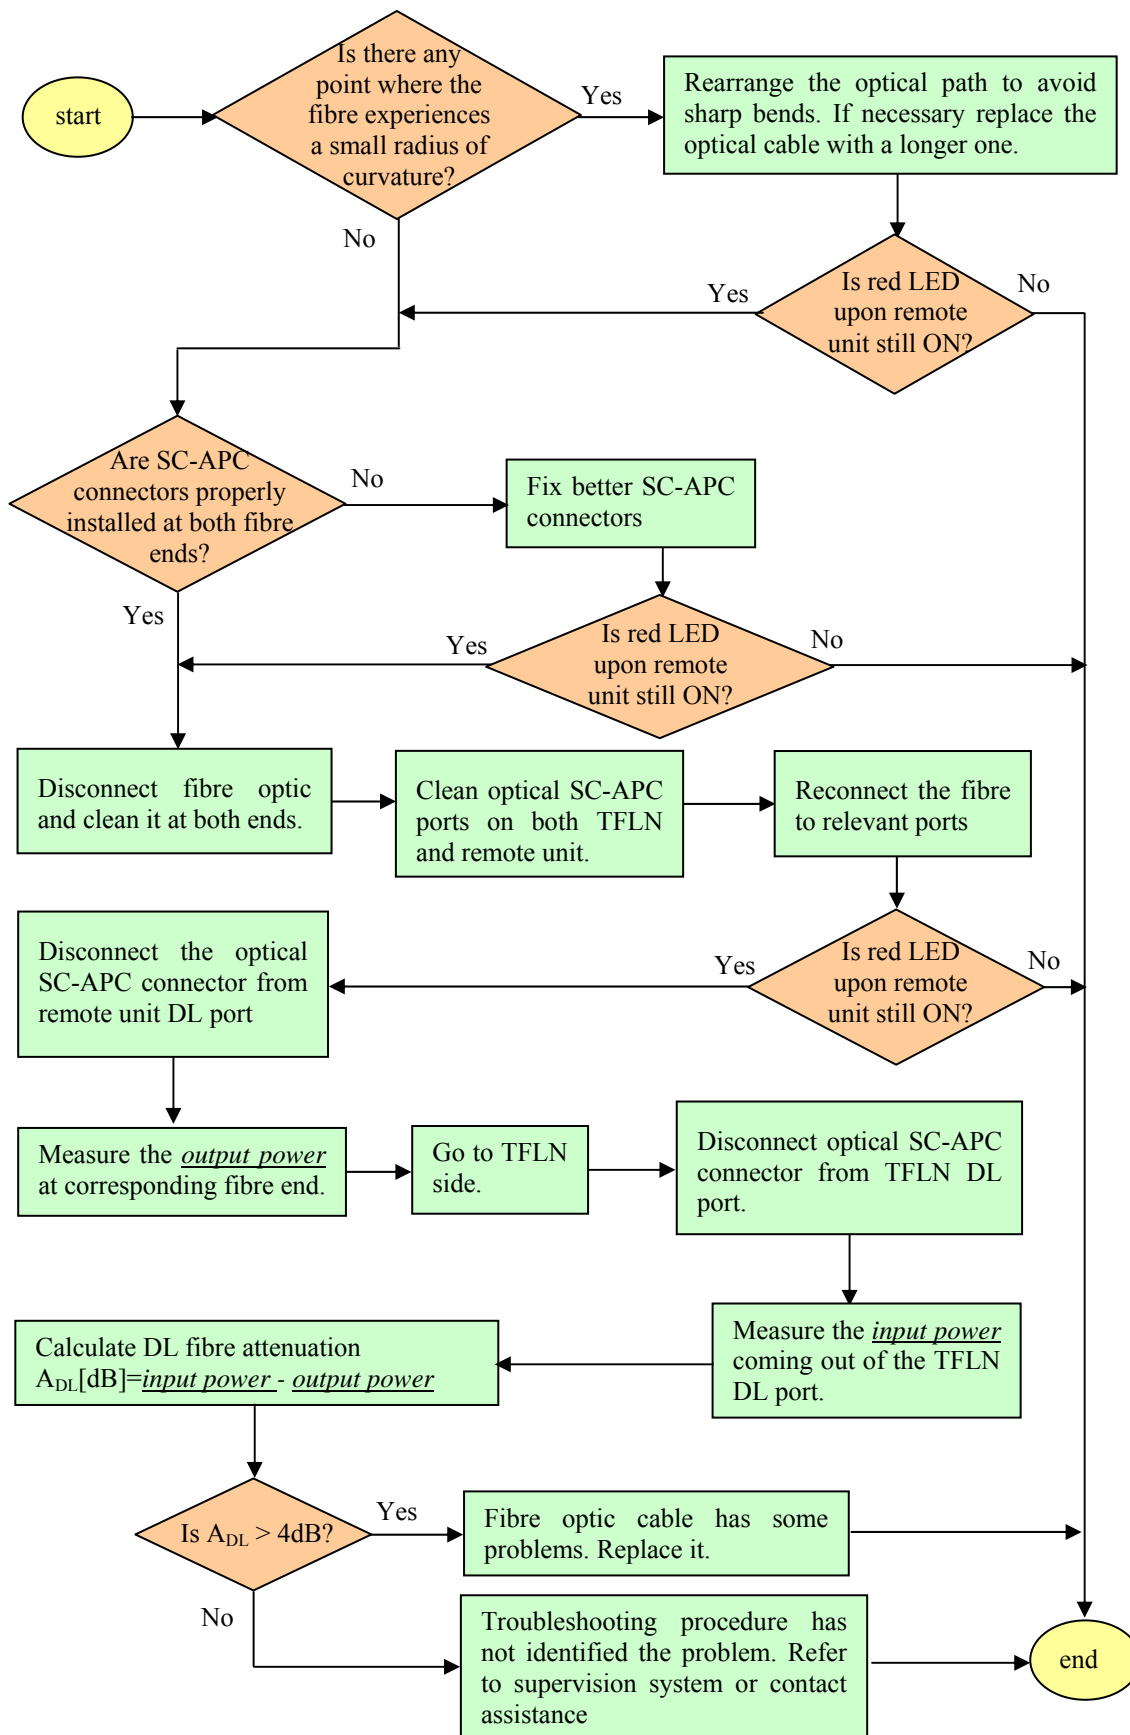 start
Is there any
point where the
fibre experiences
a small radius of
curvature?
Yes
Rearrange the optical path to avoid
sharp bends. If necessary replace the
optical cable with a longer one.
No
Is red LED
upon remote
unit still ON?
Yes
No
Are SC-APC
connectors properly
installed at both fibre
ends?
No
Fix better SC-APC
connectors
Yes
Is red LED
upon remote
unit still ON?
Yes
No
Disconnect fibre optic
and clean it at both ends.
Clean optical SC-APC
ports on both TFLN
and remote unit.
Reconnect the fibre
to relevant ports
Is red LED
upon remote
unit still ON?
Yes
No
Disconnect the optical
SC-APC connector from
remote unit DL port
Measure the output power
at corresponding fibre end.
Go to TFLN
side.
Disconnect optical SC-APC
connector from TFLN DL
port.
Measure the input power
coming out of the TFLN
DL port.
Calculate DL fibre attenuation
ADL[dB]=input power - output power
Is ADL > 4dB?
Yes
Fibre optic cable has some
problems. Replace it.
No
Troubleshooting procedure has
not identified the problem. Refer
to supervision system or contact
assistance
end